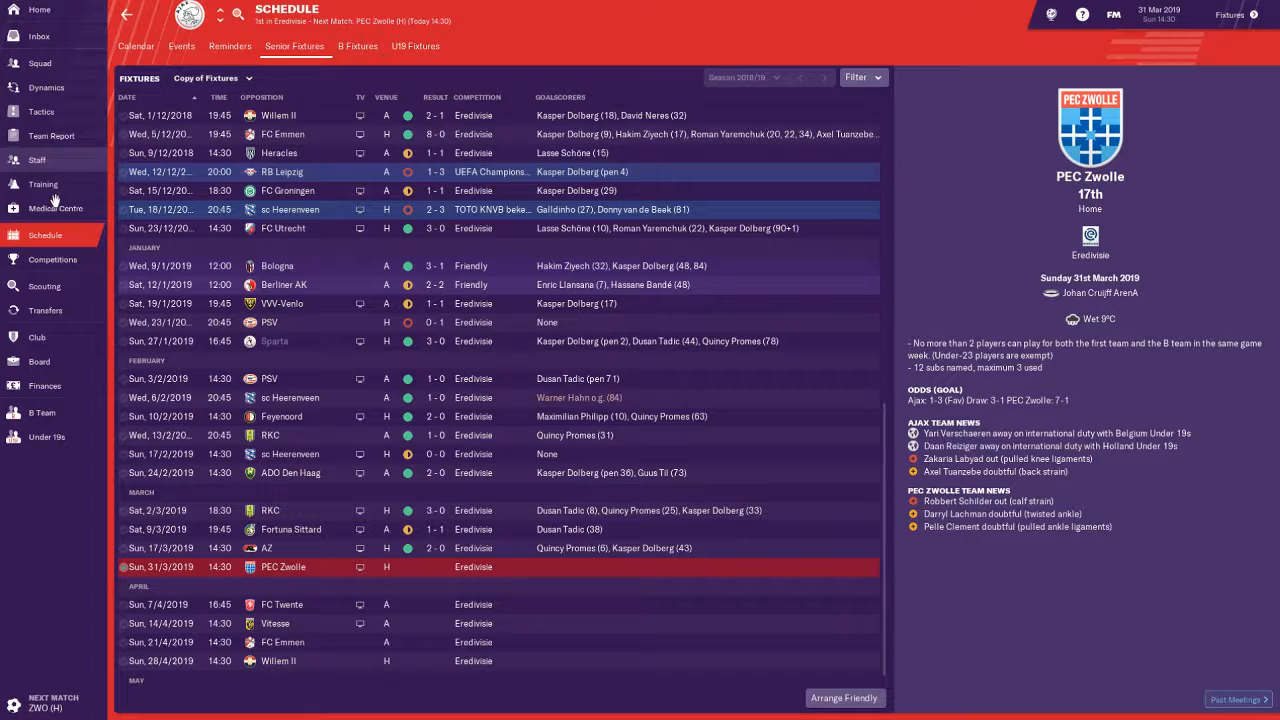 Home
Inbox
Squad
Dynamics
Tactics
Team Report
Staff
Training
Medical Centre
Schedule
Competitions
Scouting
Transfers
Club
Board
Finances
B Team
Under 19s
NEXT MATCH
ZWO (H)
SCHEDULE
1st in Eredivisie - Next Match: PEC Zwolle (H) (Today 14:30)
FM
31 Mar 2019
Sun 14:30
Fixtures
Calendar Events Reminders Senior Fixtures B Fixtures U19 Fixtures
FIXTURES Copy of Fixtures Season 2018/19 Filter
DATE TIME OPPOSITION TV VENUE RESULT COMPETITION GOALSCORERS
Sat, 1/12/2018 19:45 Willem II A 2 - 1 Eredivisie Kasper Dolberg (18), David Neres (32)
Wed, 5/12/20... 19:45 FC Emmen H 8 - 0 Eredivisie Kasper Dolberg (9), Hakim Ziyech (17), Roman Yaremchuk (20, 22, 34), Axel Tuanzebe...
Sun, 9/12/2018 14:30 Heracles A 1 - 1 Eredivisie Lasse Schöne (15)
Wed, 12/12/2... 20:00 RB Leipzig A 1 - 3 UEFA Champions... Kasper Dolberg (pen 4)
Sat, 15/12/20... 18:30 FC Groningen A 1 - 1 Eredivisie Kasper Dolberg (29)
Tue, 18/12/20... 20:45 sc Heerenveen H 2 - 3 TOTO KNVB beke... Galldinho (27), Donny van de Beek (81)
Sun, 23/12/20... 14:30 FC Utrecht H 3 - 0 Eredivisie Lasse Schöne (10), Roman Yaremchuk (22), Kasper Dolberg (90+1)
JANUARY
Wed, 9/1/2019 12:00 Bologna A 3 - 1 Friendly Hakim Ziyech (32), Kasper Dolberg (48, 84)
Sat, 12/1/2019 12:00 Berliner AK A 2 - 2 Friendly Enric Llansana (7), Hassane Bandé (48)
Sat, 19/1/2019 19:45 VVV-Venlo A 1 - 1 Eredivisie Kasper Dolberg (17)
Wed, 23/1/20... 20:45 PSV H 0 - 1 Eredivisie None
Sun, 27/1/2019 16:45 Sparta H 3 - 0 Eredivisie Kasper Dolberg (pen 2), Dusan Tadic (44), Quincy Promes (78)
FEBRUARY
Sun, 3/2/2019 14:30 PSV A 1 - 0 Eredivisie Dusan Tadic (pen 71)
Wed, 6/2/2019 20:45 sc Heerenveen H 1 - 0 Eredivisie Warner Hahn o.g. (84)
Sun, 10/2/2019 14:30 Feyenoord H 2 - 0 Eredivisie Maximilian Philipp (10), Quincy Promes (63)
Wed, 13/2/20... 20:45 RKC A 1 - 0 Eredivisie Quincy Promes (31)
Sun, 17/2/2019 14:30 sc Heerenveen A 0 - 0 Eredivisie None
Sun, 24/2/2019 14:30 ADO Den Haag A 2 - 0 Eredivisie Kasper Dolberg (pen 36), Guus Til (73)
MARCH
Sat, 2/3/2019 18:30 RKC H 3 - 0 Eredivisie Dusan Tadic (8), Quincy Promes (25), Kasper Dolberg (33)
Sat, 9/3/2019 19:45 Fortuna Sittard A 1 - 1 Eredivisie Dusan Tadic (38)
Sun, 17/3/2019 14:30 AZ H 2 - 0 Eredivisie Quincy Promes (6), Kasper Dolberg (43)
Sun, 31/3/2019 14:30 PEC Zwolle H Eredivisie
APRIL
Sun, 7/4/2019 16:45 FC Twente A Eredivisie
Sun, 14/4/2019 14:30 Vitesse A Eredivisie
Sun, 21/4/2019 14:30 FC Emmen A Eredivisie
Sun, 28/4/2019 14:30 Willem II H Eredivisie
MAY
Arrange Friendly
PEC ZWOLLE
PEC Zwolle
17th
Home
Eredivisie
Sunday 31st March 2019
Johan Cruijff ArenA
Wet 9°C
- No more than 2 players can play for both the first team and the B team in the same game
week. (Under-23 players are exempt)
- 12 subs named, maximum 3 used
ODDS (GOAL)
Ajax: 1-3 (Fav) Draw: 3-1 PEC Zwolle: 7-1
AJAX TEAM NEWS
Yari Verschaeren away on international duty with Belgium Under 19s
Daan Reiziger away on international duty with Holland Under 19s
Zakaria Labyad out (pulled knee ligaments)
Axel Tuanzebe doubtful (back strain)
PEC ZWOLLE TEAM NEWS
Robbert Schilder out (calf strain)
Darryl Lachman doubtful (twisted ankle)
Pelle Clement doubtful (pulled ankle ligaments)
Past Meetings